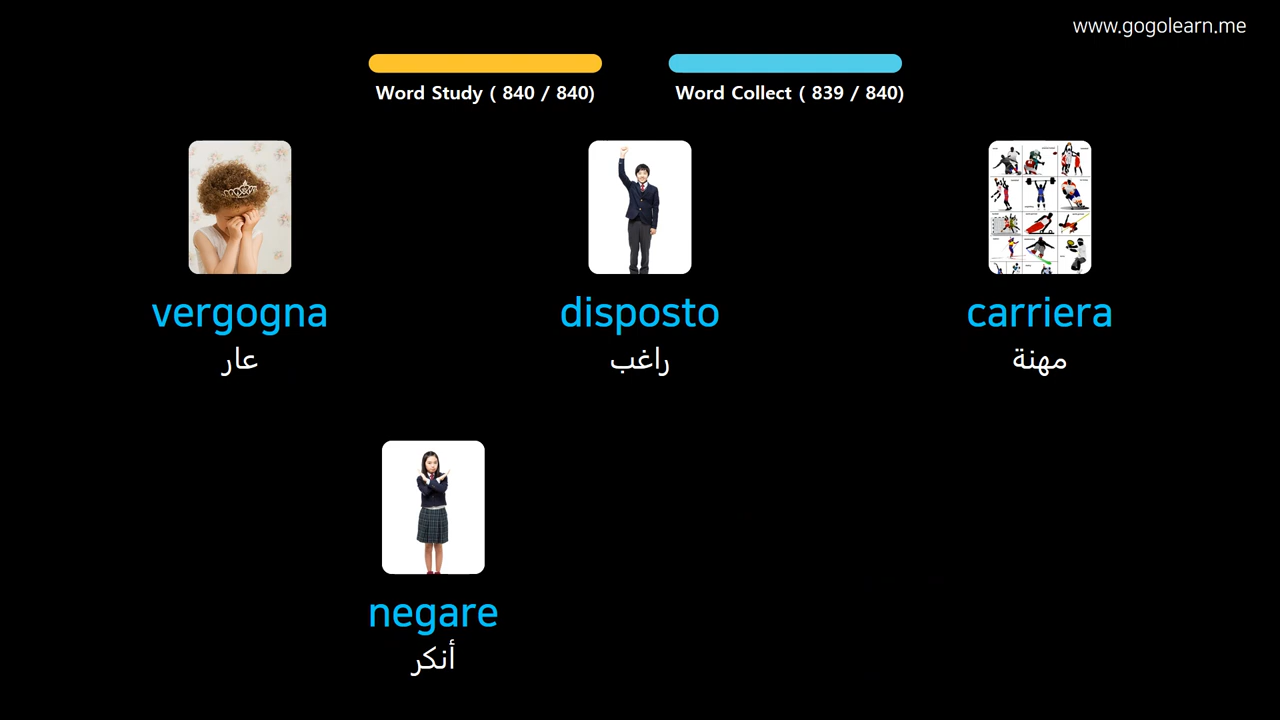 www.gogolearn.me
Word Study ( 840 / 840)
Word Collect ( 839 / 840)
vergogna
disposto
carriera
عار
راغب
مهنة
negare
أنكر